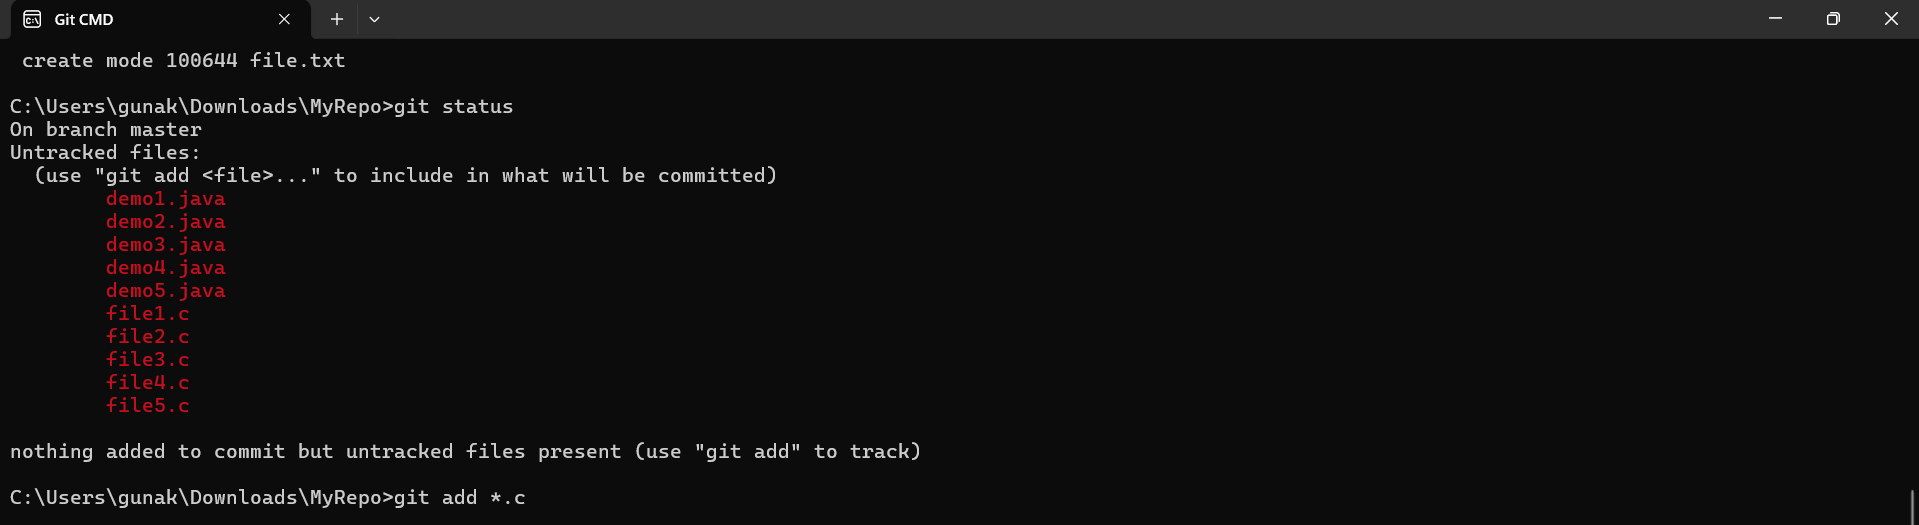 Git CMD
create mode 100644 file.txt
C:\Users\gunak\Downloads\MyRepo>git status
On branch master
Untracked files:
(use "git add <file>..." to include in what will be committed)
demo1.java
demo2.java
demo3.java
demo4.java
demo5.java
file1.c
file2.c
file3.c
file4.c
file5.c
nothing added to commit but untracked files present (use "git add" to track)
C:\Users\gunak\Downloads\MyRepo>git add *.c